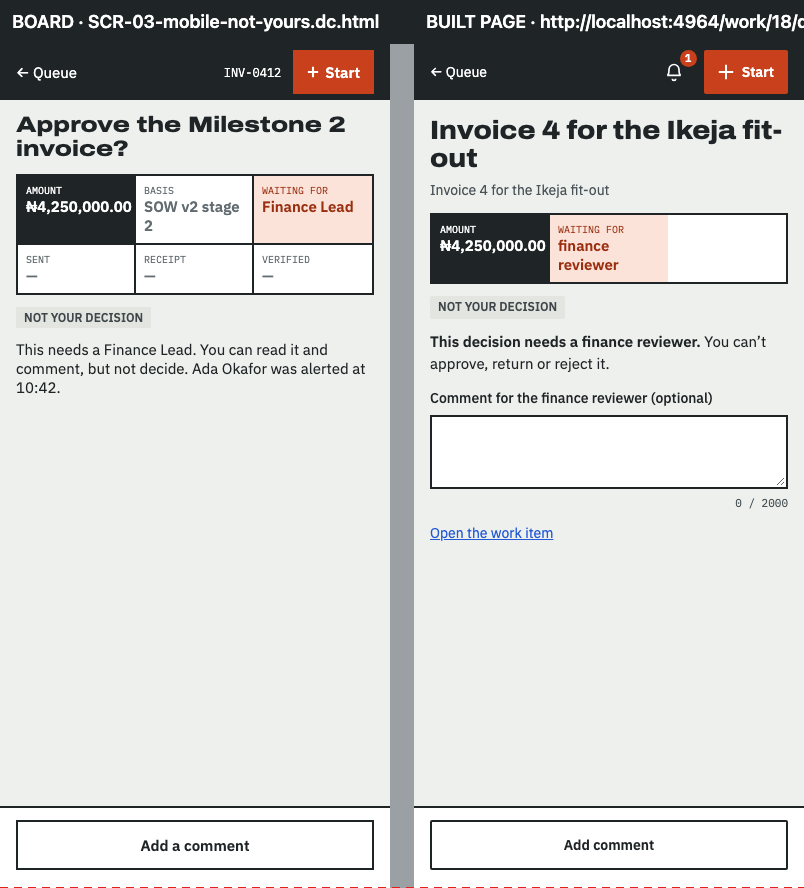 BOARD · SCR-03-mobile-not-yours.dc.html
← Queue
INV-0412
+ Start
Approve the Milestone 2
invoice?
AMOUNT
₦4,250,000.00
BASIS
SOW v2 stage
2
WAITING FOR
Finance Lead
SENT
—
RECEIPT
—
VERIFIED
—
NOT YOUR DECISION
This needs a Finance Lead. You can read it and
comment, but not decide. Ada Okafor was alerted at
10:42.
Add a comment
BUILT PAGE · http://localhost:4964/work/18/
← Queue
1
+ Start
Invoice 4 for the Ikeja fit-
out
Invoice 4 for the Ikeja fit-out
AMOUNT
₦4,250,000.00
WAITING FOR
finance
reviewer
NOT YOUR DECISION
This decision needs a finance reviewer. You can’t
approve, return or reject it.
Comment for the finance reviewer (optional)
0 / 2000
Open the work item
Add comment